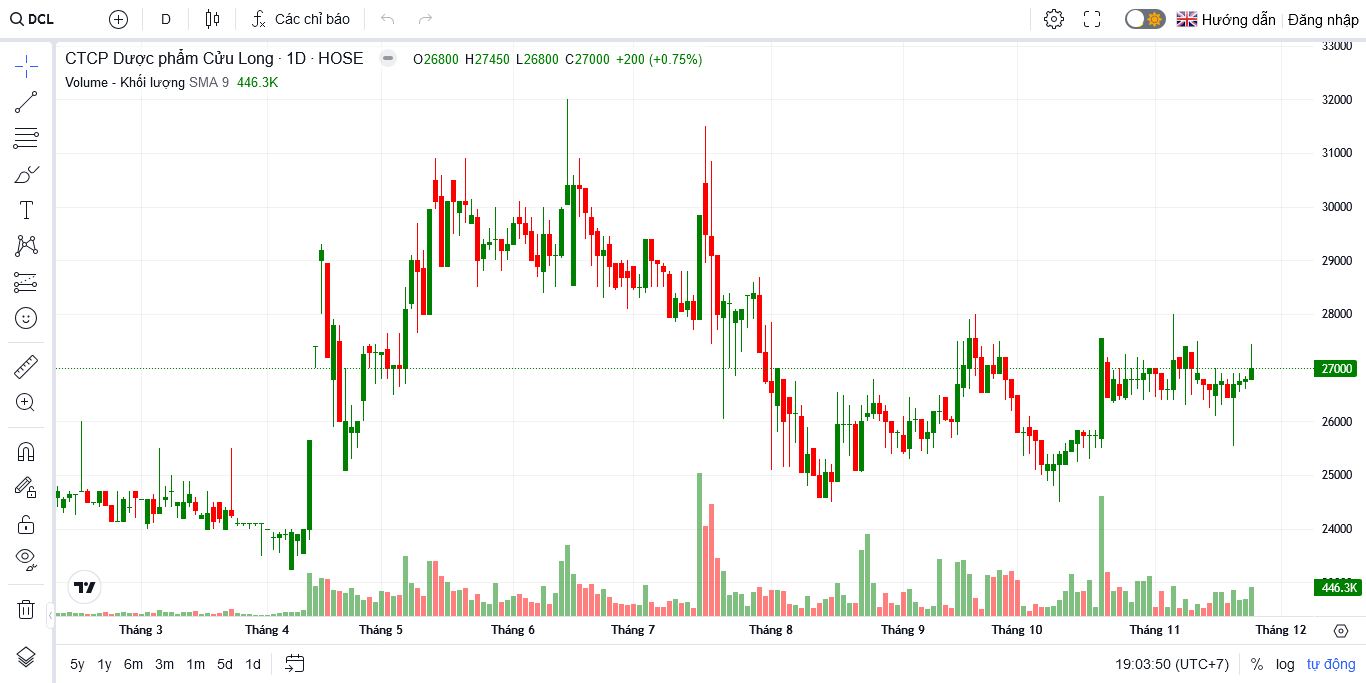 DCL D Các chỉ báo Hướng dẫn Đăng nhập
CTCP Dược phẩm Cửu Long · 1D · HOSE O26800 H27450 L26800 C27000 +200 (+0.75%)
Volume - Khối lượng SMA 9 446.3K
33000
32000
31000
30000
29000
28000
27000
26000
25000
24000
446.3K
Tháng 3 Tháng 4 Tháng 5 Tháng 6 Tháng 7 Tháng 8 Tháng 9 Tháng 10 Tháng 11 Tháng 12
5y 1y 6m 3m 1m 5d 1d 19:03:50 (UTC+7) % log tự động